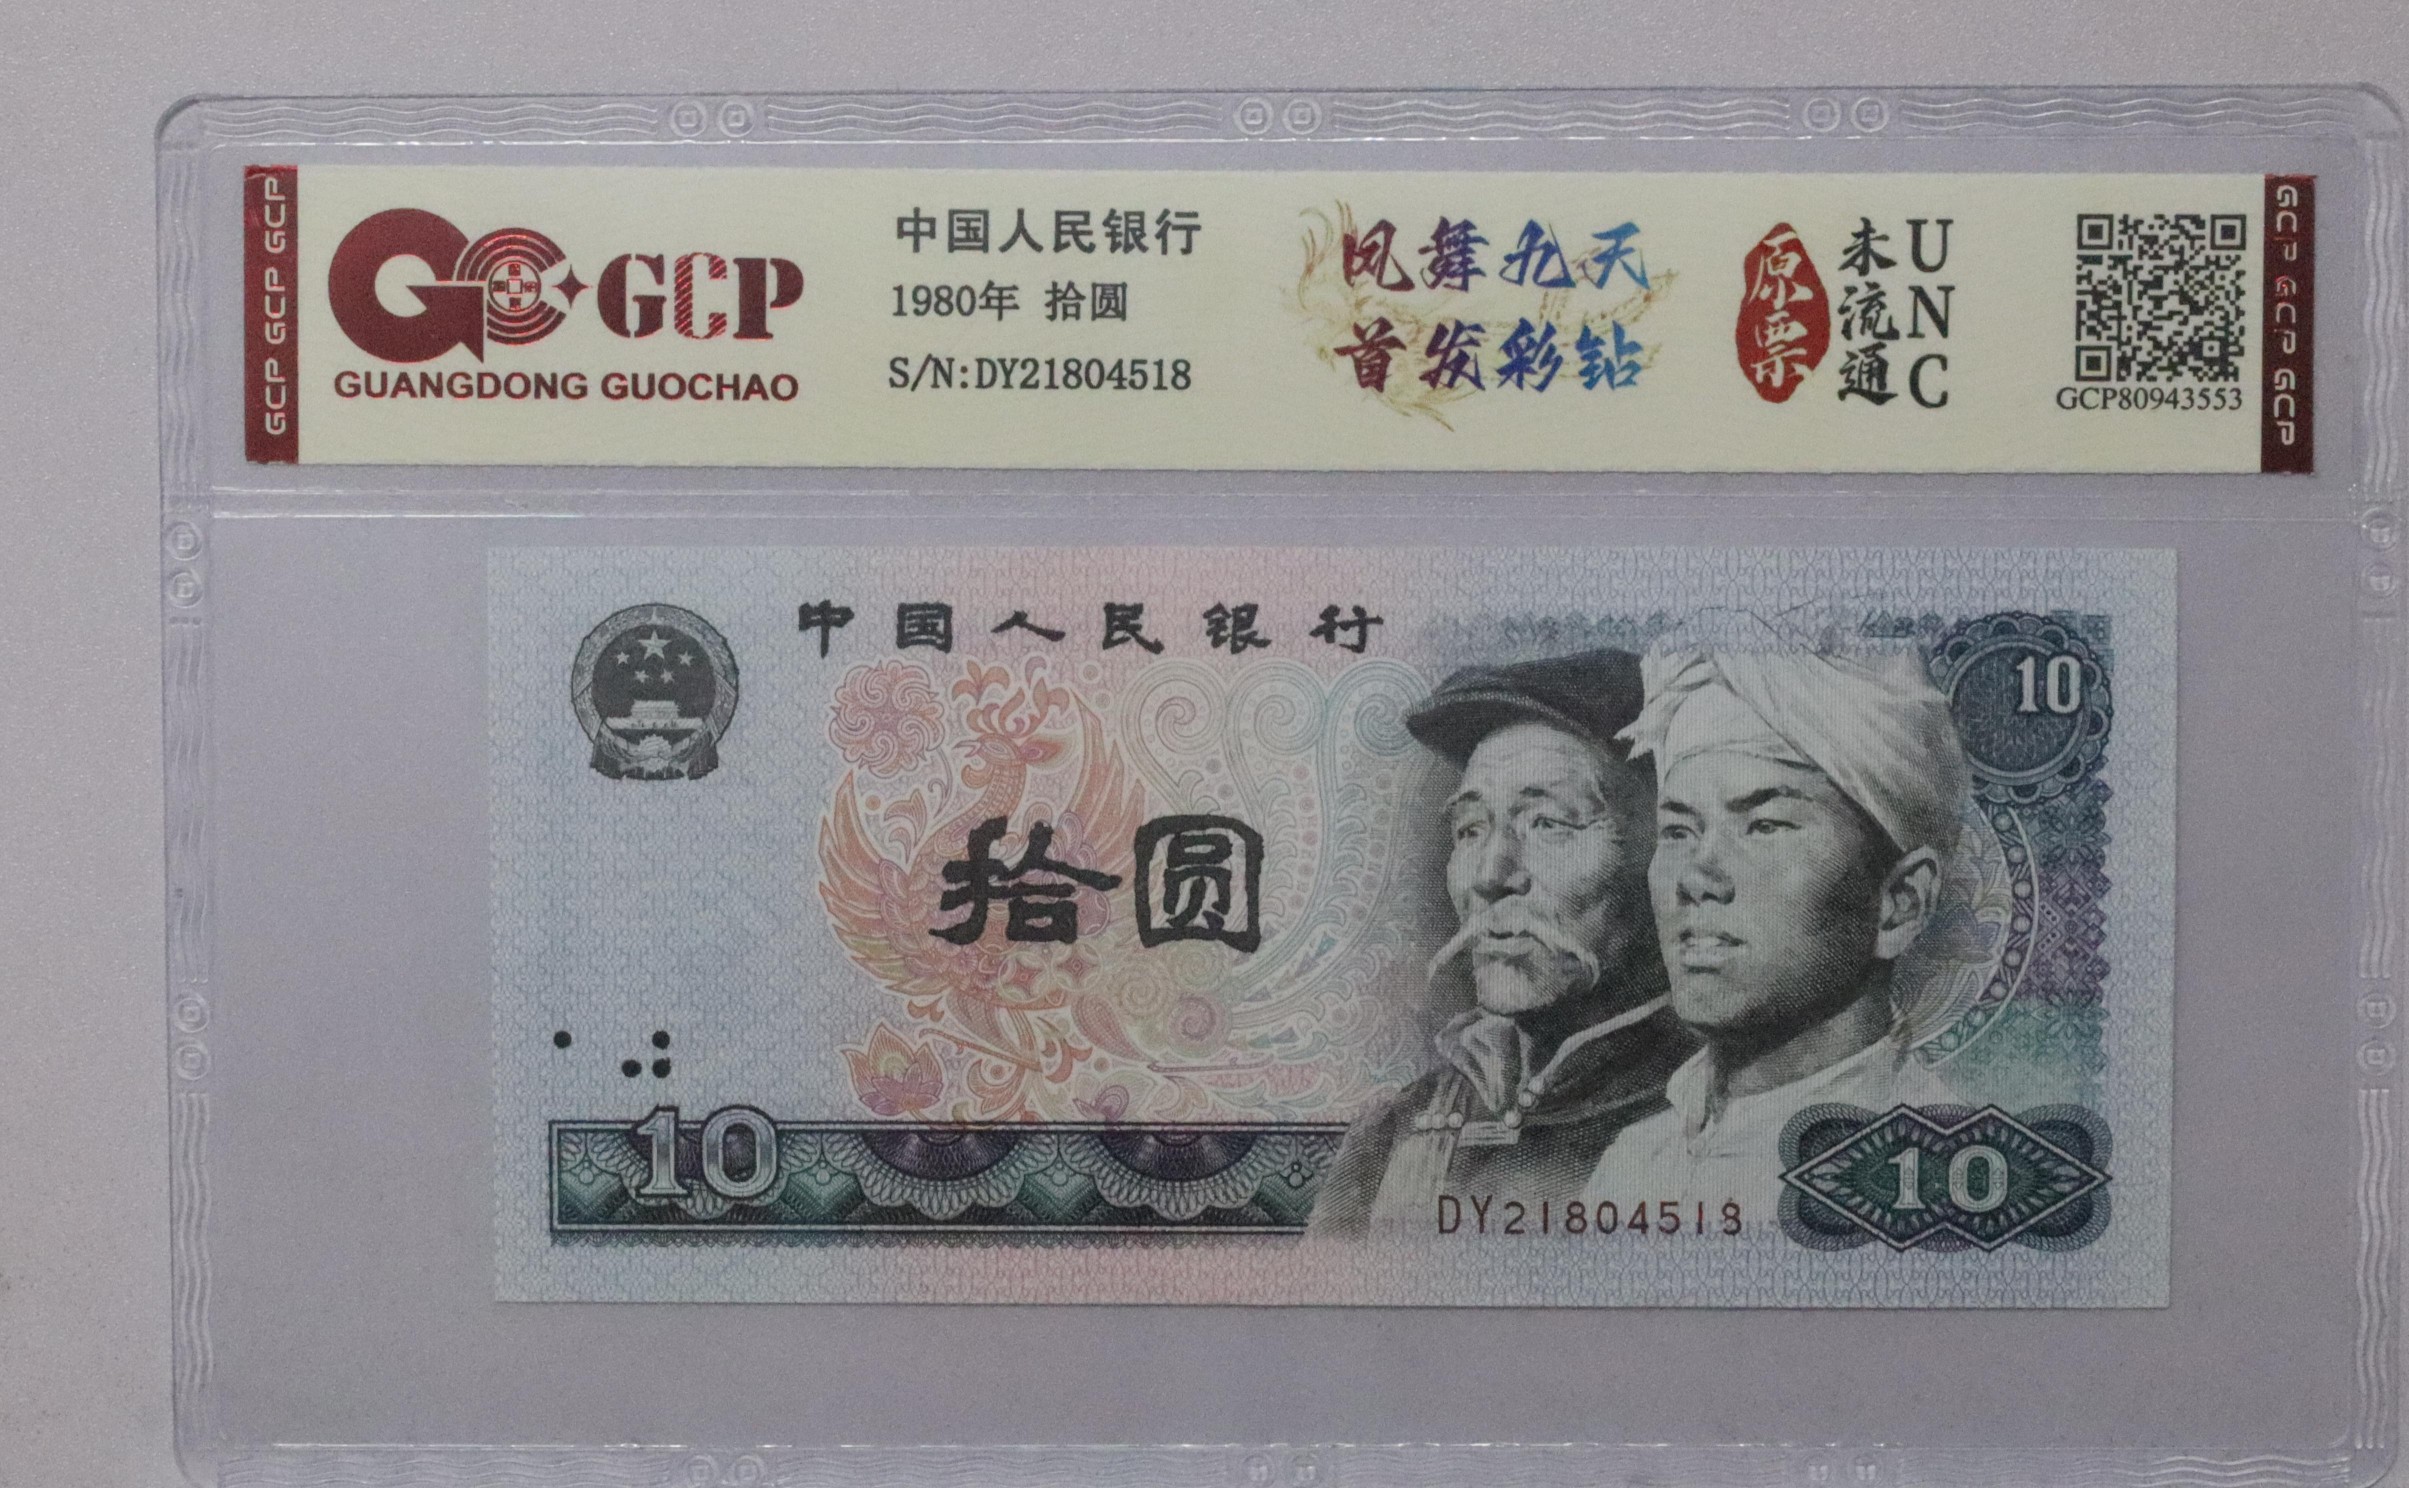 GCP GCP GCP
GCP
GUANGDONG GUOCHAO
中国人民银行
1980年 拾圆
S/N:DY21804518
凤舞九天
首发彩钻
原票
未流通
UNC
GCP80943553
GCP GCP GCP
中国人民银行
10
拾圆
10
DY21804518
10